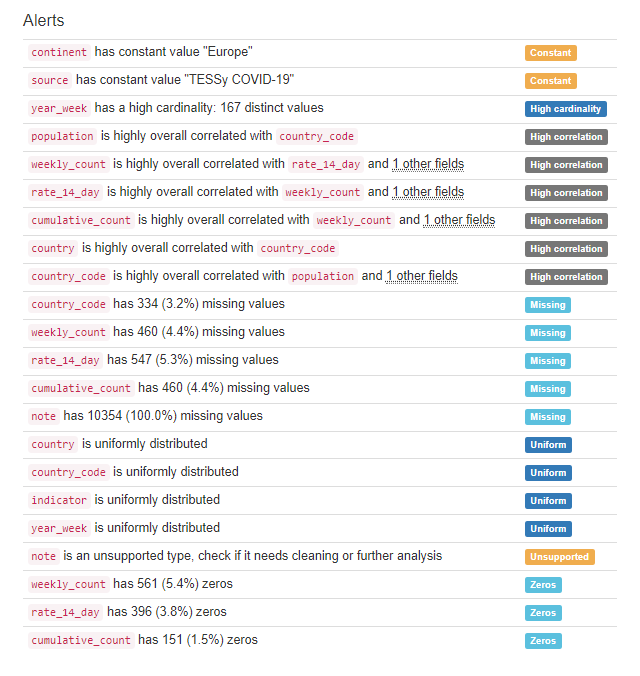 Alerts
continent has constant value "Europe" Constant
source has constant value "TESSy COVID-19" Constant
year_week has a high cardinality: 167 distinct values High cardinality
population is highly overall correlated with country_code High correlation
weekly_count is highly overall correlated with rate_14_day and 1 other fields High correlation
rate_14_day is highly overall correlated with weekly_count and 1 other fields High correlation
cumulative_count is highly overall correlated with weekly_count and 1 other fields High correlation
country is highly overall correlated with country_code High correlation
country_code is highly overall correlated with population and 1 other fields High correlation
country_code has 334 (3.2%) missing values Missing
weekly_count has 460 (4.4%) missing values Missing
rate_14_day has 547 (5.3%) missing values Missing
cumulative_count has 460 (4.4%) missing values Missing
note has 10354 (100.0%) missing values Missing
country is uniformly distributed Uniform
country_code is uniformly distributed Uniform
indicator is uniformly distributed Uniform
year_week is uniformly distributed Uniform
note is an unsupported type, check if it needs cleaning or further analysis Unsupported
weekly_count has 561 (5.4%) zeros Zeros
rate_14_day has 396 (3.8%) zeros Zeros
cumulative_count has 151 (1.5%) zeros Zeros